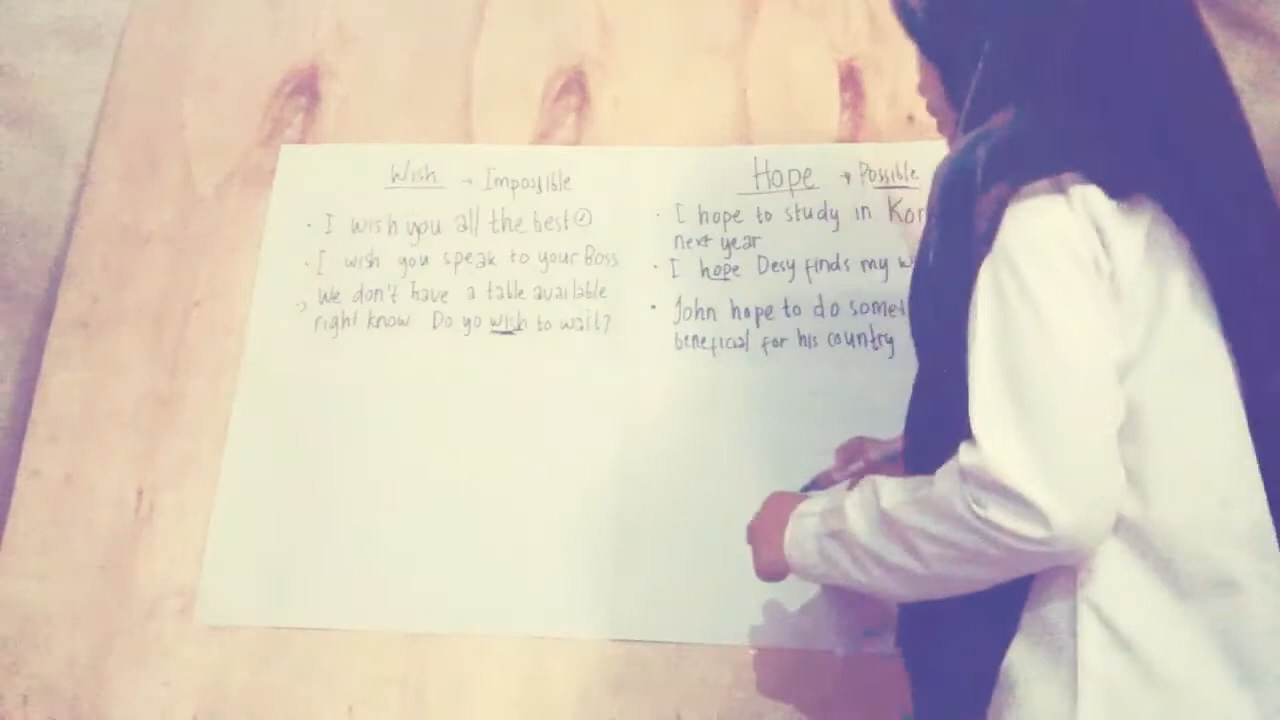 Wish → Impossible
• I wish you all the best
• I wish you speak to your Boss
We don't have a table available
right know. Do yo wish to wait?
Hope → Possible
• I hope to study in Kor
next year
• I hope Desy finds my
• John hope to do some
beneficial for his country